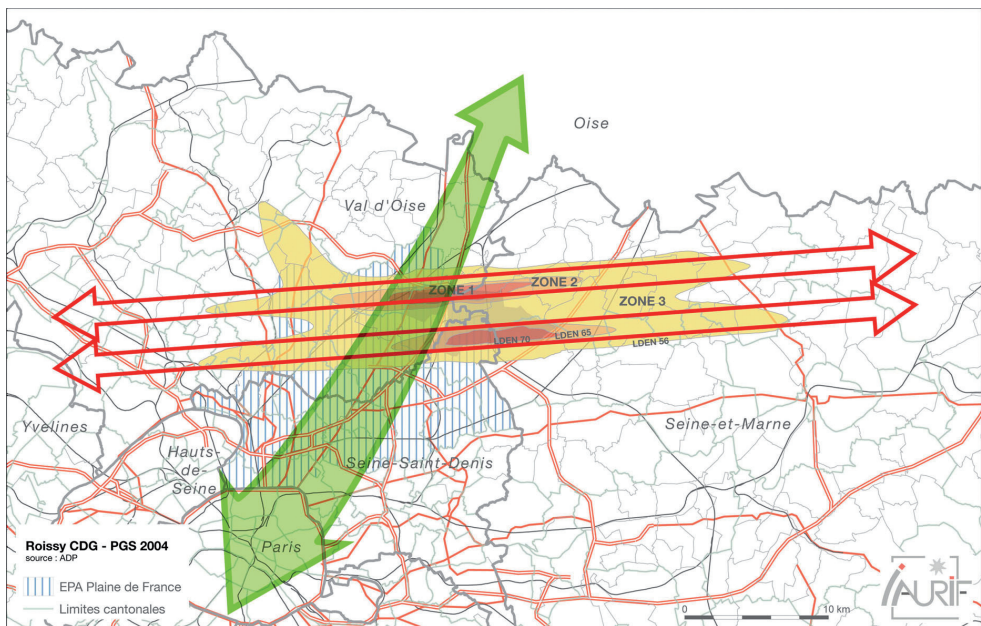 Oise
Val d'Oise
ZONE 1
ZONE 2
ZONE 3
LDEN 70
LDEN 65
LDEN 56
Yvelines
Hauts-
de-
Seine
Seine-Saint-Denis
Seine-et-Marne
Paris
Roissy CDG - PGS 2004
source : ADP
EPA Plaine de France
Limites cantonales
0
10 km
IAURIF